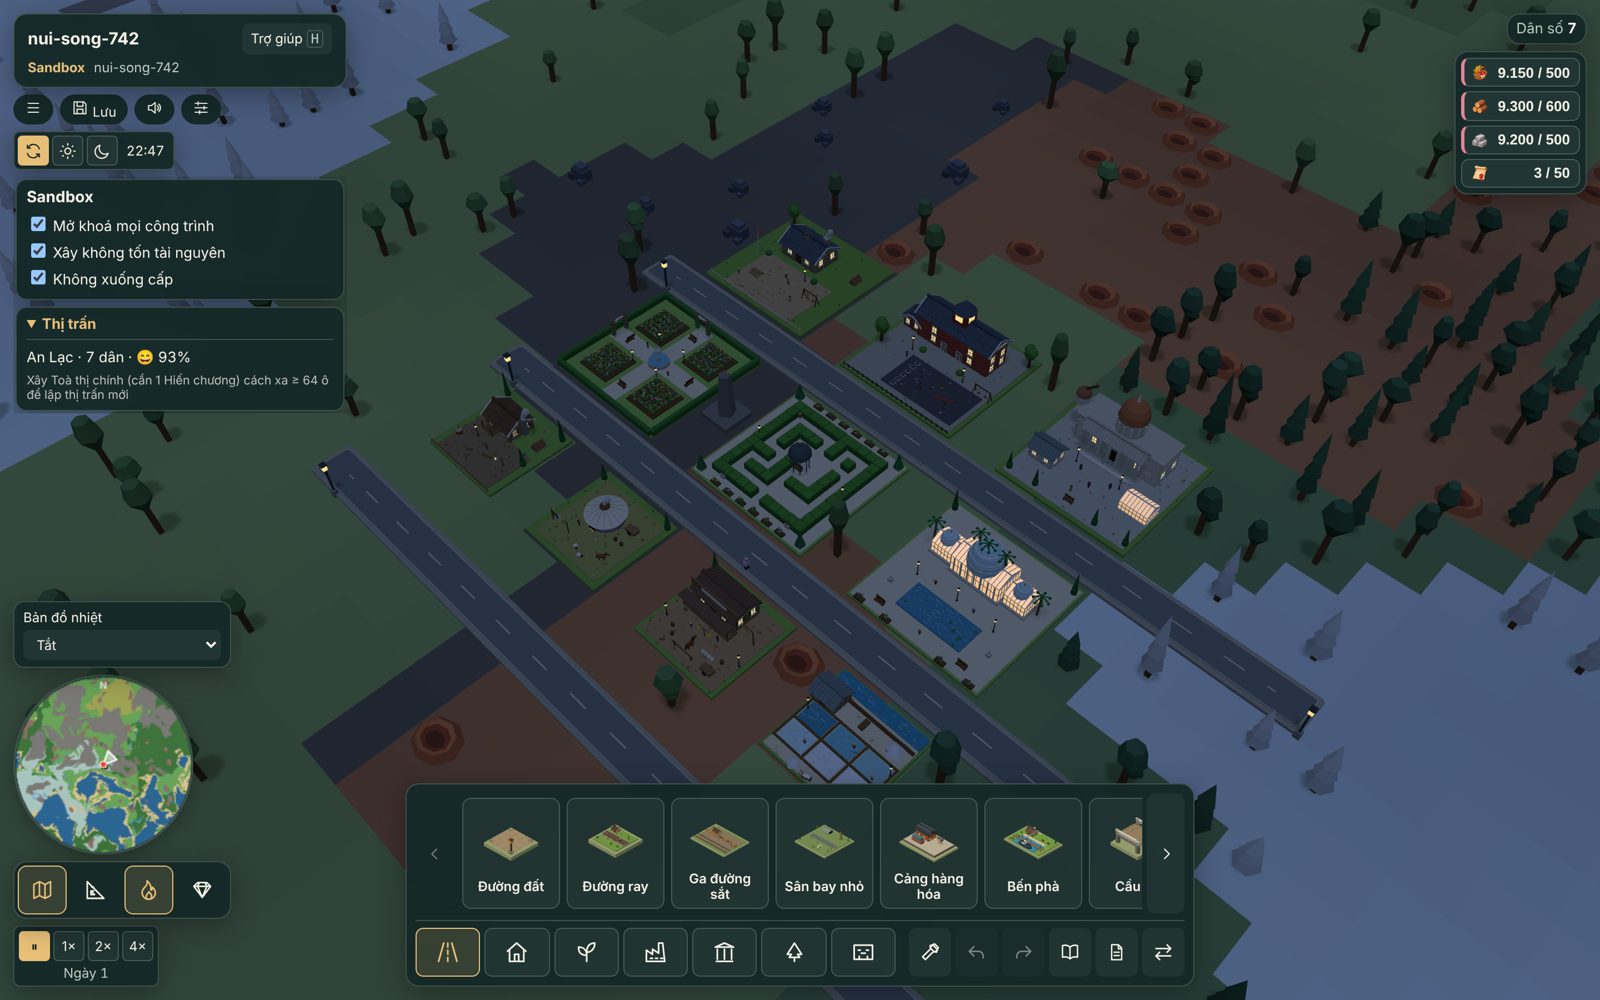 nui-song-742
Trợ giúp H
Sandbox nui-song-742
Lưu
22:47
Sandbox
Mở khoá mọi công trình
Xây không tốn tài nguyên
Không xuống cấp
▼ Thị trấn
An Lạc · 7 dân · 😄 93%
Xây Toà thị chính (cần 1 Hiến chương) cách xa ≥ 64 ô
để lập thị trấn mới
Dân số 7
9.150 / 500
9.300 / 600
9.200 / 500
3 / 50
Bản đồ nhiệt
Tắt
N
1×
2×
4×
Ngày 1
Đường đất
Đường ray
Ga đường
sắt
Sân bay nhỏ
Cảng hàng
hóa
Bến phà
Cầu